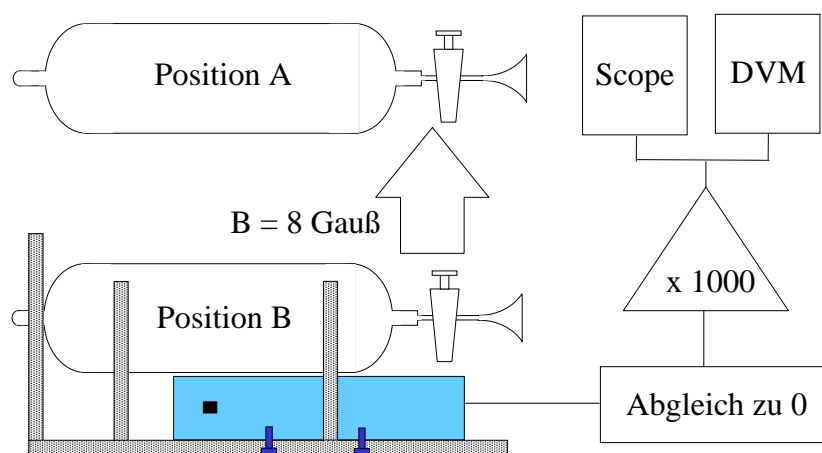 Position A
Scope
DVM
B = 8 Gauß
x 1000
Position B
Abgleich zu 0